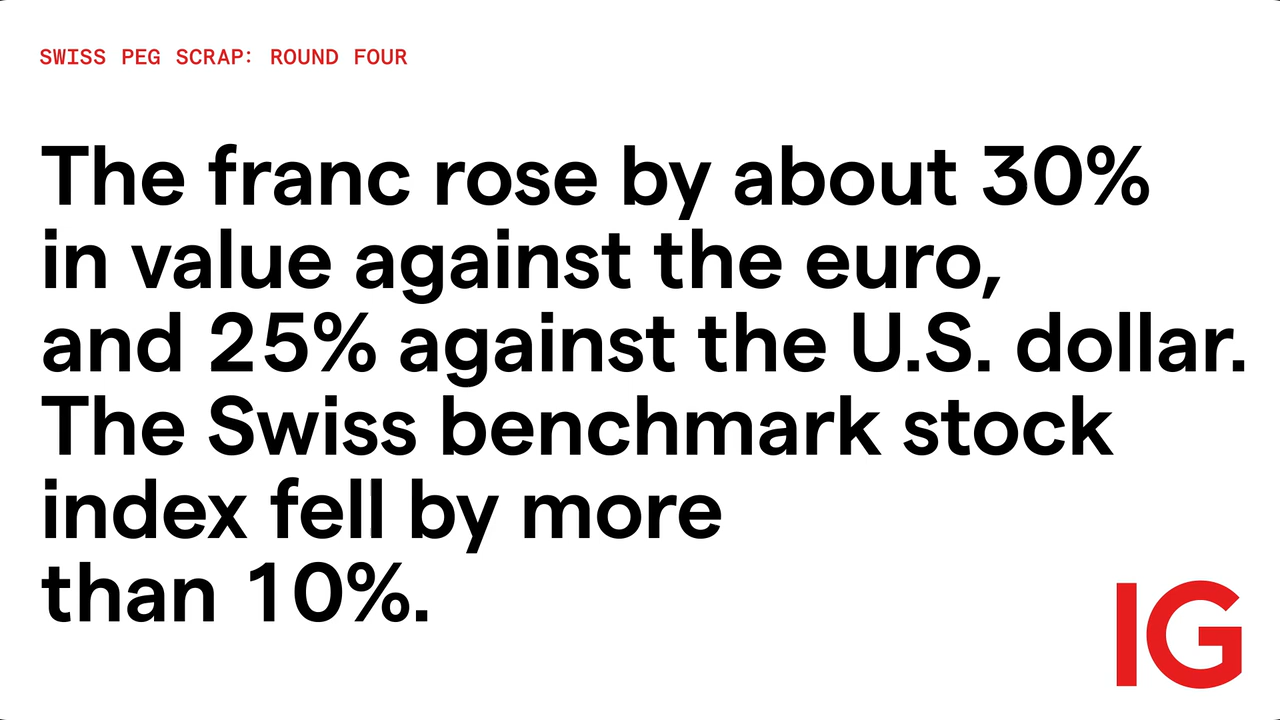 SWISS PEG SCRAP: ROUND FOUR
The franc rose by about 30%
in value against the euro,
and 25% against the U.S. dollar.
The Swiss benchmark stock
index fell by more
than 10%.
IG